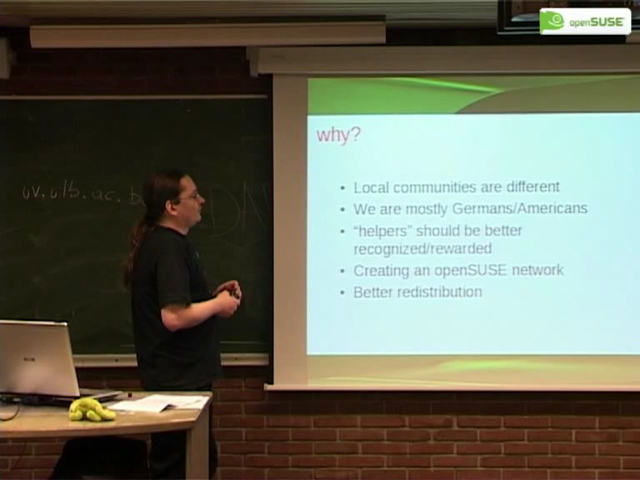 openSUSE
why?
• Local communities are different
• We are mostly Germans/Americans
• “helpers” should be better
recognized/rewarded
• Creating an openSUSE network
• Better redistribution